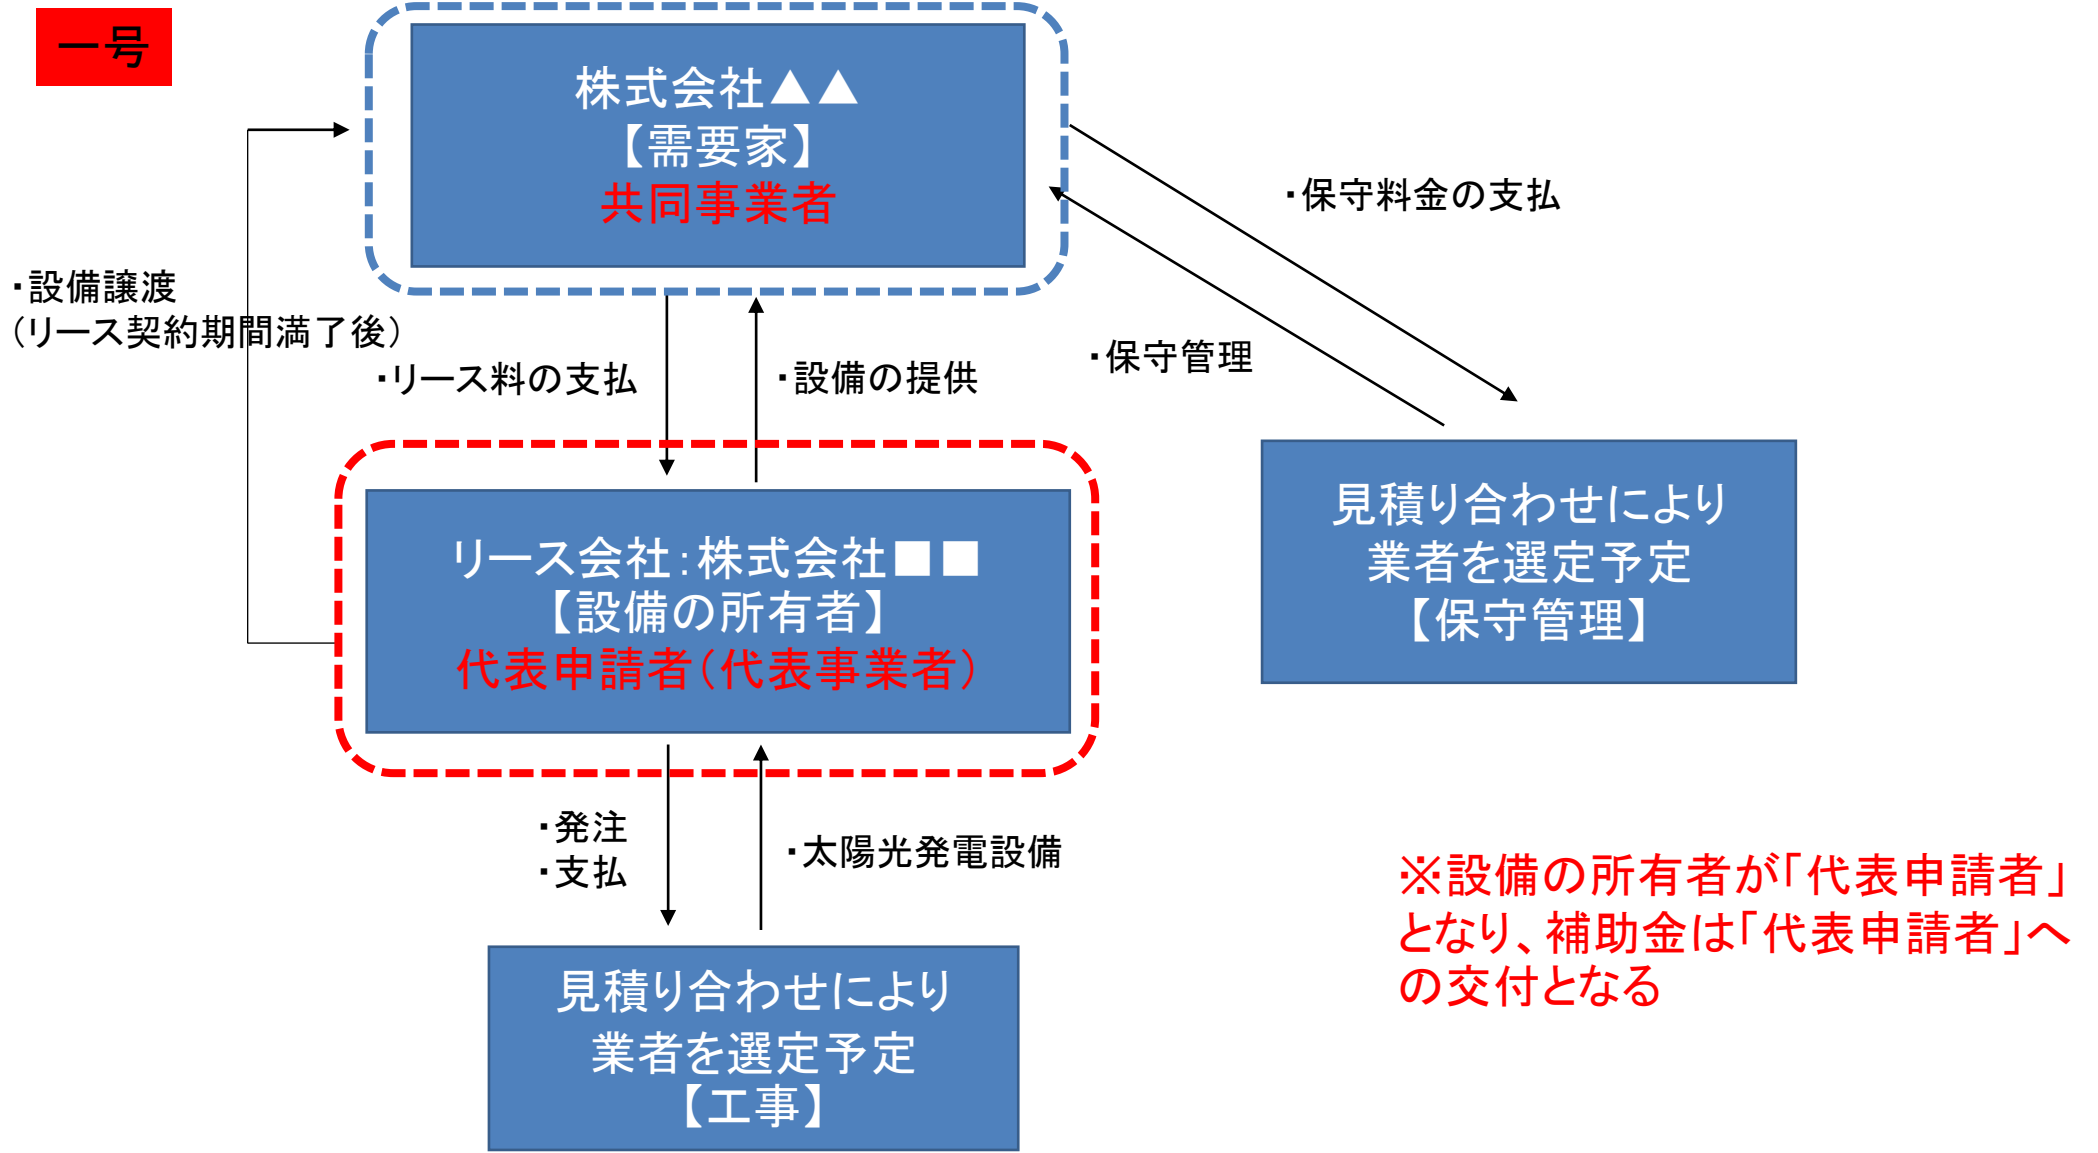 一号
株式会社▲▲
【需要家】
共同事業者
・保守料金の支払
・設備譲渡
（リース契約期間満了後）
・リース料の支払
・設備の提供
・保守管理
リース会社：株式会社■■
【設備の所有者】
代表申請者（代表事業者）
見積り合わせにより
業者を選定予定
【保守管理】
・発注
・支払
・太陽光発電設備
※設備の所有者が「代表申請者」
となり、補助金は「代表申請者」へ
の交付となる
見積り合わせにより
業者を選定予定
【工事】